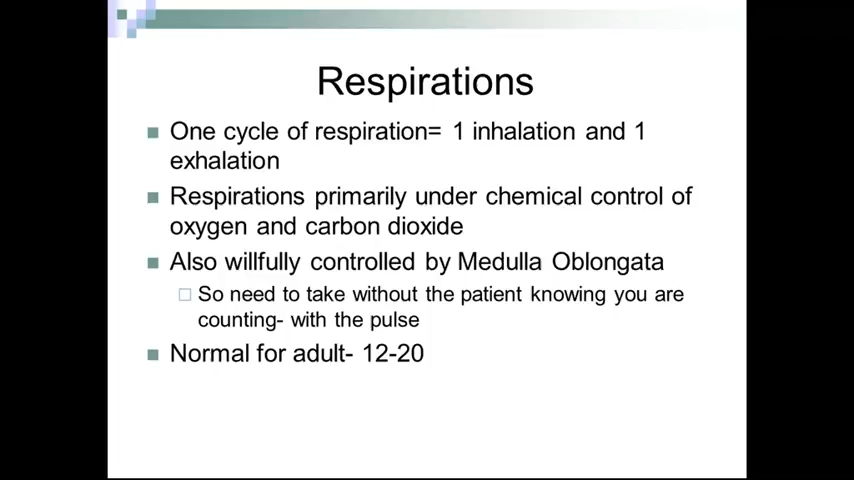 Respirations
One cycle of respiration= 1 inhalation and 1
exhalation
Respirations primarily under chemical control of
oxygen and carbon dioxide
Also willfully controlled by Medulla Oblongata
So need to take without the patient knowing you are
counting- with the pulse
Normal for adult- 12-20